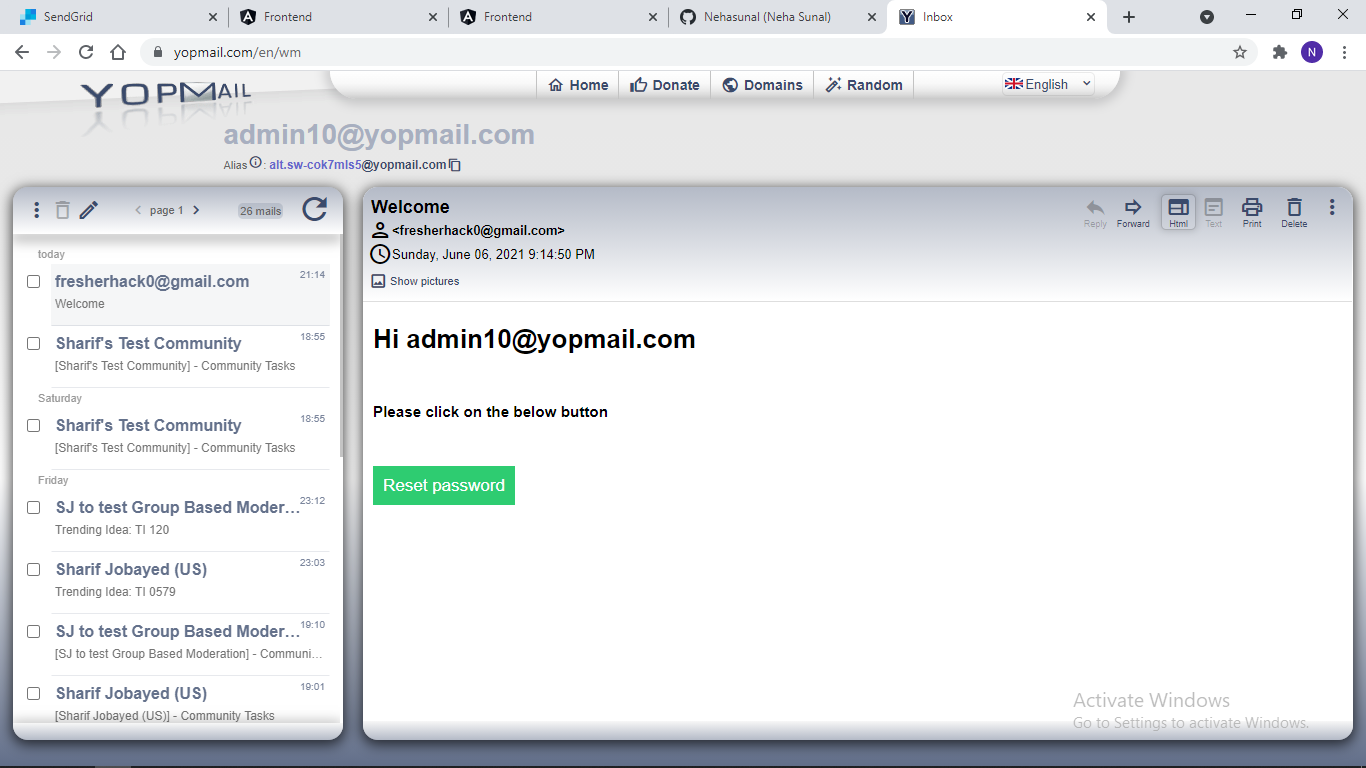 SendGrid
Frontend
Frontend
Nehasunal (Neha Sunal)
Inbox
yopmail.com/en/wm
N
YOPMAIL
Home
Donate
Domains
Random
English
admin10@yopmail.com
Alias : alt.sw-cok7mls5@yopmail.com
page 1
26 mails
today
fresherhack0@gmail.com 21:14
Welcome
Sharif's Test Community 18:55
[Sharif's Test Community] - Community Tasks
Saturday
Sharif's Test Community 18:55
[Sharif's Test Community] - Community Tasks
Friday
SJ to test Group Based Moder... 23:12
Trending Idea: TI 120
Sharif Jobayed (US) 23:03
Trending Idea: TI 0579
SJ to test Group Based Moder... 19:10
[SJ to test Group Based Moderation] - Communi...
Sharif Jobayed (US) 19:01
[Sharif Jobayed (US)] - Community Tasks
Welcome
<fresherhack0@gmail.com>
Sunday, June 06, 2021 9:14:50 PM
Show pictures
Reply
Forward
Html
Text
Print
Delete
Hi admin10@yopmail.com
Please click on the below button
Reset password
Activate Windows
Go to Settings to activate Windows.